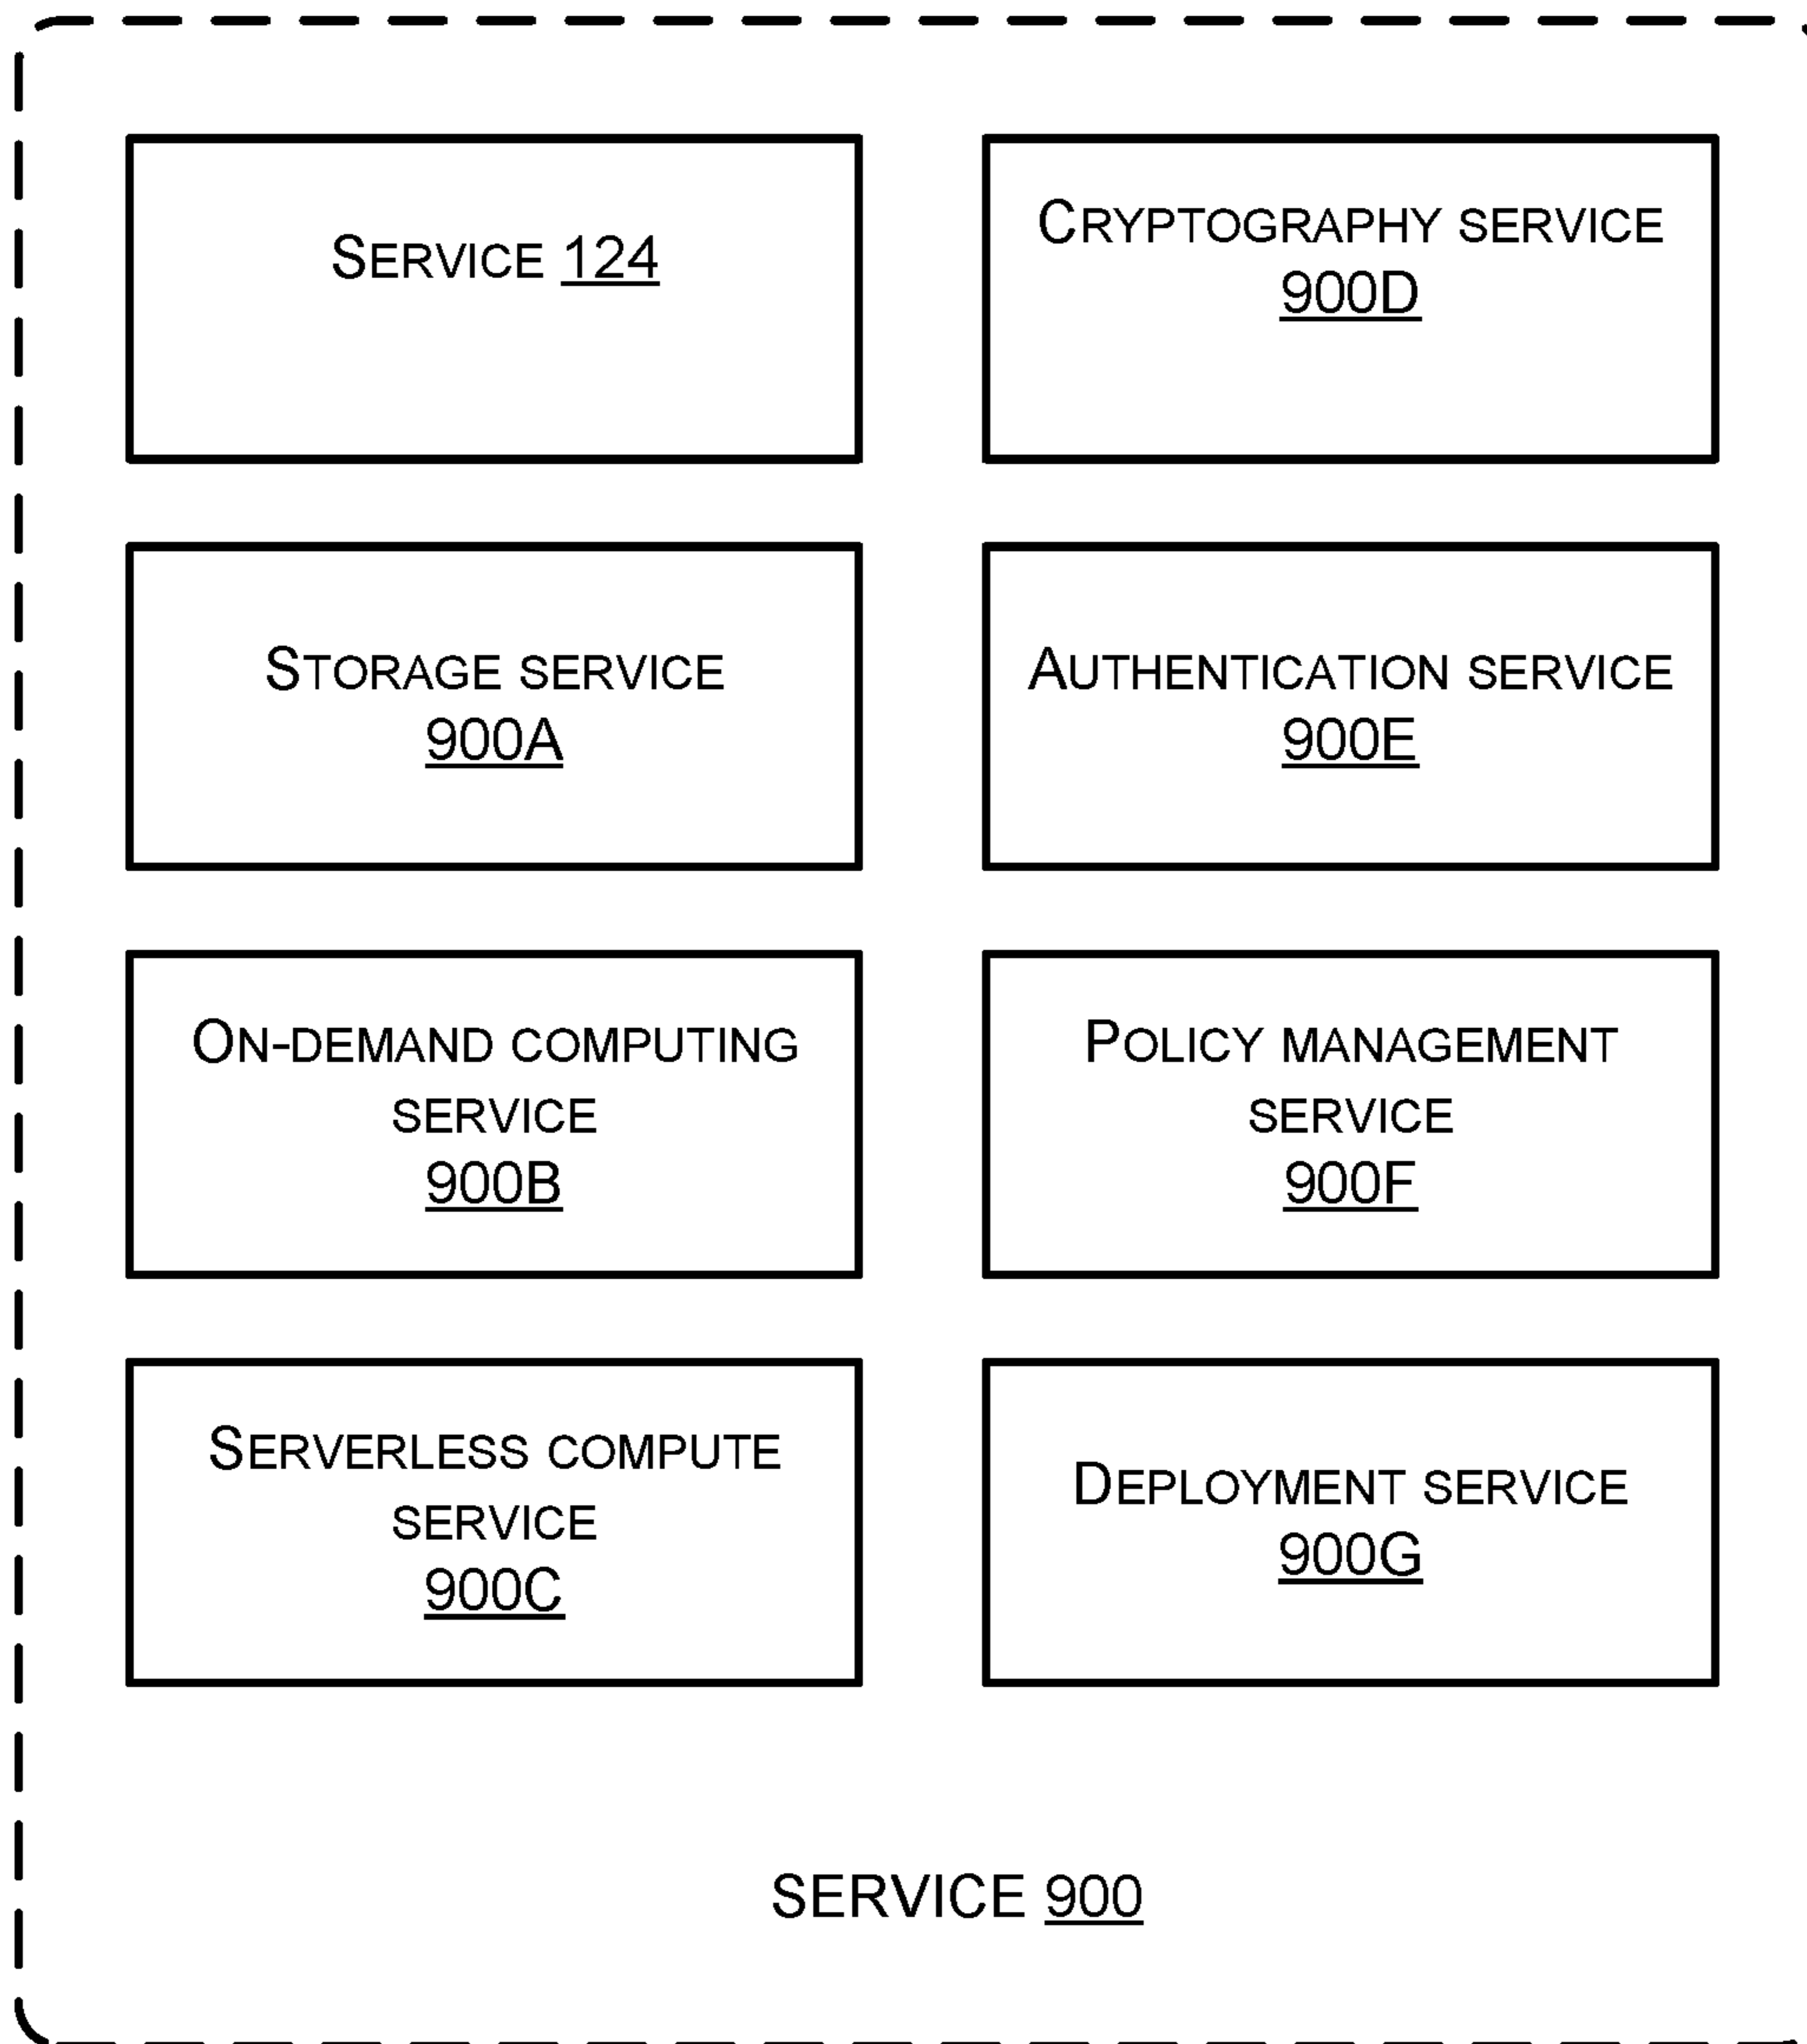 SERVICE 124
CRYPTOGRAPHY SERVICE
900D
STORAGE SERVICE
900A
AUTHENTICATION SERVICE
900E
ON-DEMAND COMPUTING
SERVICE
900B
POLICY MANAGEMENT
SERVICE
900F
SERVERLESS COMPUTE
SERVICE
900C
DEPLOYMENT SERVICE
900G
SERVICE 900